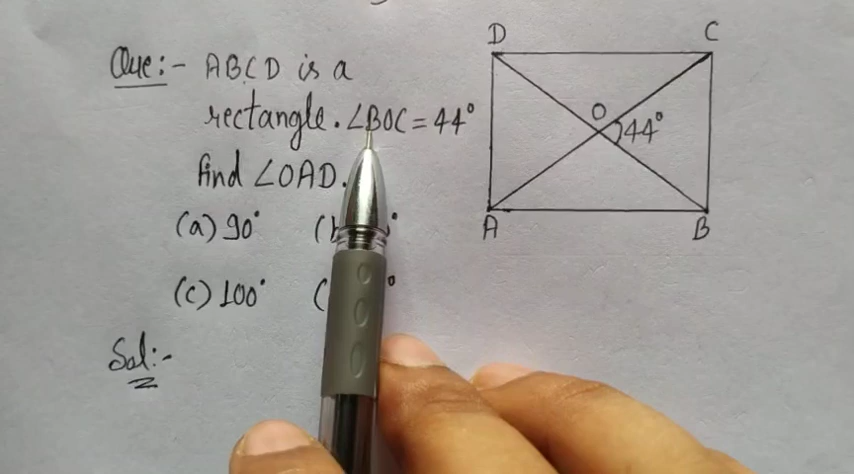 Que:- ABCD is a
rectangle. ∠BOC = 44°
find ∠OAD.
(a) 90°
(c) 100°
Sol:-
D C
O 44°
A B